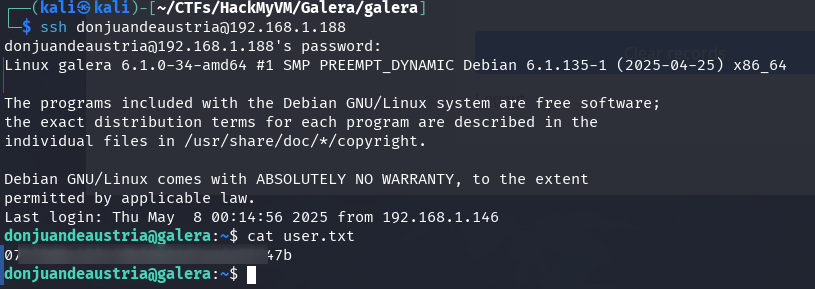 ┌──(kali㉿kali)-[~/CTFs/HackMyVM/Galera/galera]
└─$ ssh donjuandeaustria@192.168.1.188
donjuandeaustria@192.168.1.188's password:
Linux galera 6.1.0-34-amd64 #1 SMP PREEMPT_DYNAMIC Debian 6.1.135-1 (2025-04-25) x86_64
The programs included with the Debian GNU/Linux system are free software;
the exact distribution terms for each program are described in the
individual files in /usr/share/doc/*/copyright.
Debian GNU/Linux comes with ABSOLUTELY NO WARRANTY, to the extent
permitted by applicable law.
Last login: Thu May  8 00:14:56 2025 from 192.168.1.146
donjuandeaustria@galera:~$ cat user.txt
07 47b
donjuandeaustria@galera:~$